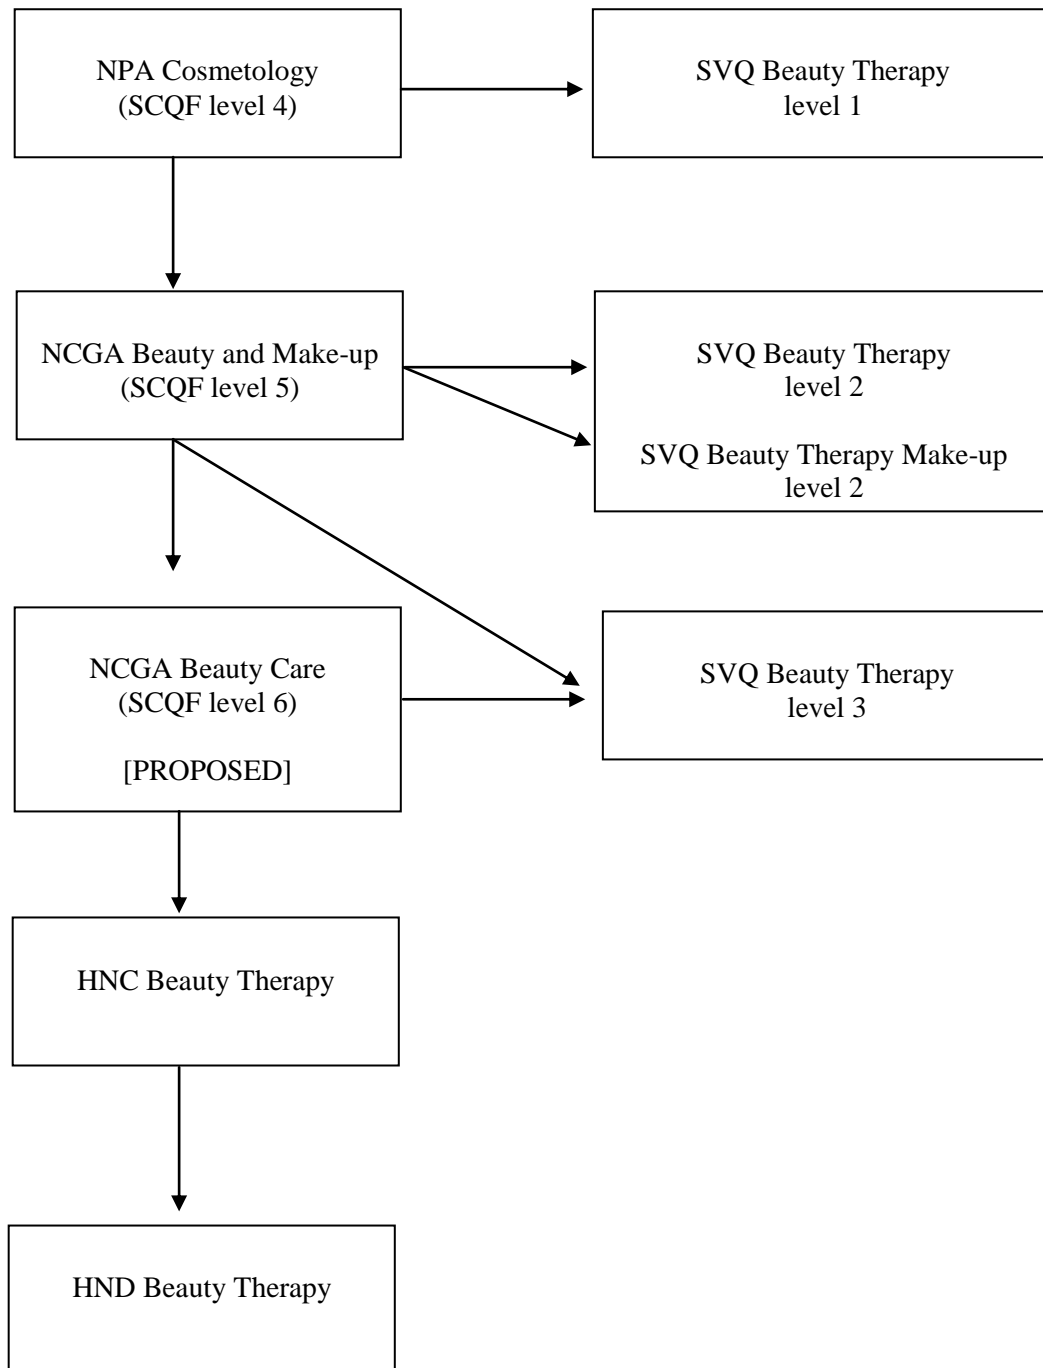 NPA Cosmetology
(SCQF level 4)
SVQ Beauty Therapy
level 1
NCGA Beauty and Make-up
(SCQF level 5)
SVQ Beauty Therapy
level 2
SVQ Beauty Therapy Make-up
level 2
NCGA Beauty Care
(SCQF level 6)
[PROPOSED]
SVQ Beauty Therapy
level 3
HNC Beauty Therapy
HND Beauty Therapy